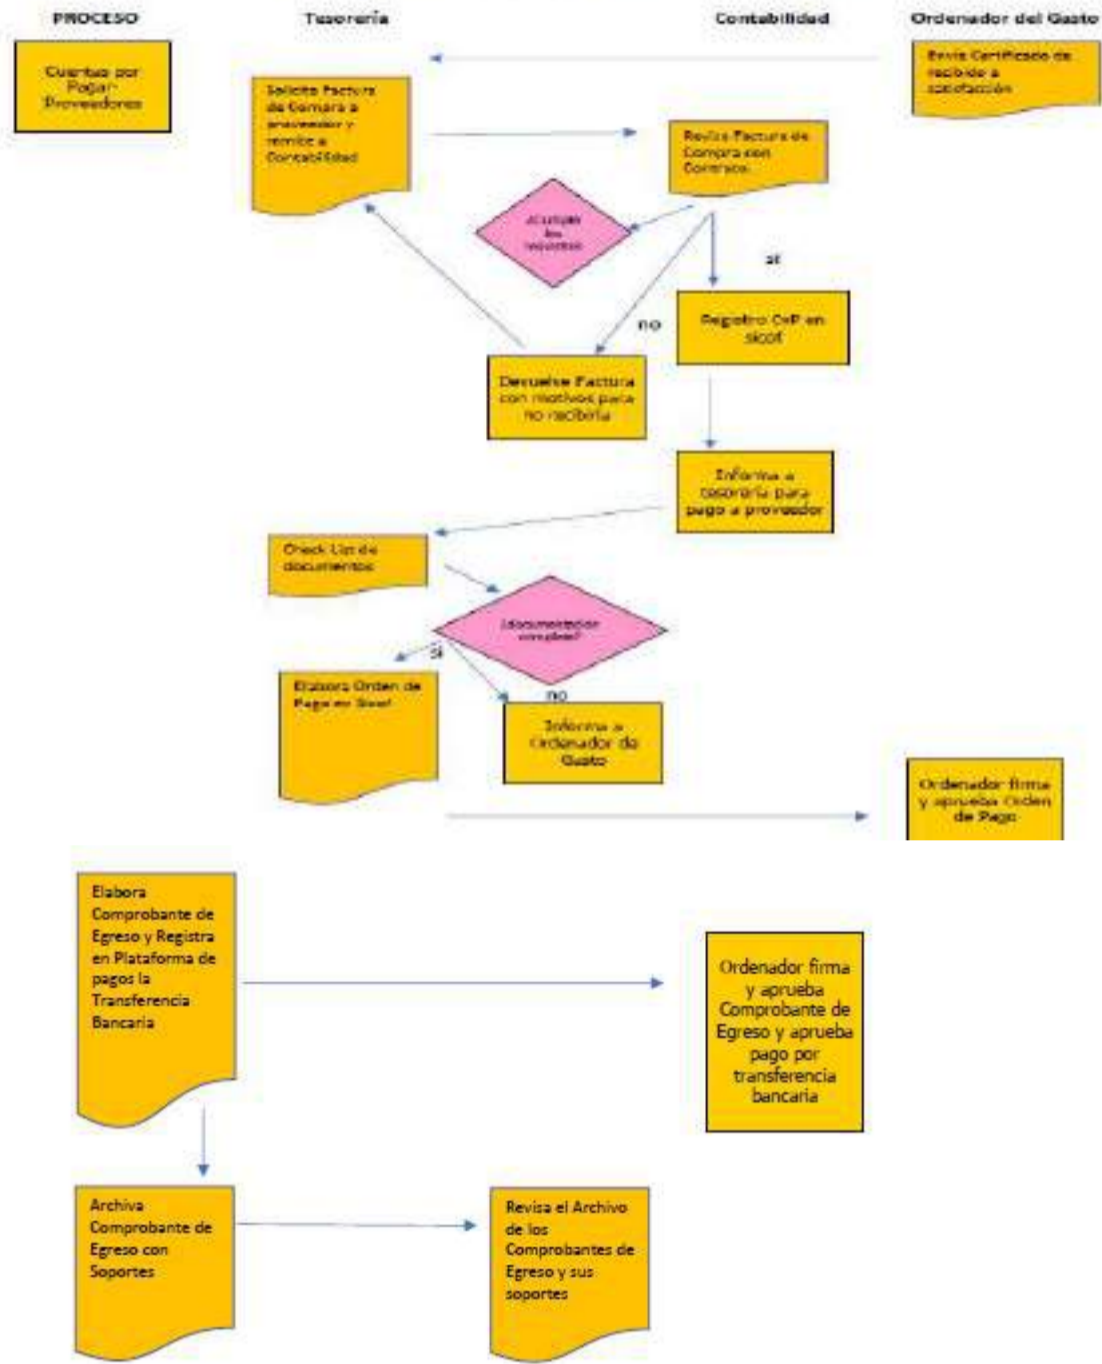 PROCESO
Tesorería
Contabilidad
Ordenador del Gasto
Cuentas por
Pagar-
Proveedores
Solicita Factura
de Compra a
proveedor y
remite a
Contabilidad
Revisa Factura de
Compra con
Contrato.
Envía Certificado de
recibido a
satisfacción
¿Cumple
los
requisitos
si
no
Registro CxP en
sicof.
Devuelve Factura
con motivos para
no recibirla
Informa a
tesorería para
pago a proveedor
Check List de
documentos
¿documentación
completa?
si
no
Elabora Orden de
Pago en Sicof
Informa a
Ordenador de
Gasto
Ordenador firma
y aprueba Orden
de Pago
Elabora
Comprobante de
Egreso y Registra
en Plataforma de
pagos la
Transferencia
Bancaria
Ordenador firma
y aprueba
Comprobante de
Egreso y aprueba
pago por
transferencia
bancaria
Archiva
Comprobante de
Egreso con
Soportes
Revisa el Archivo
de los
Comprobantes de
Egreso y sus
soportes